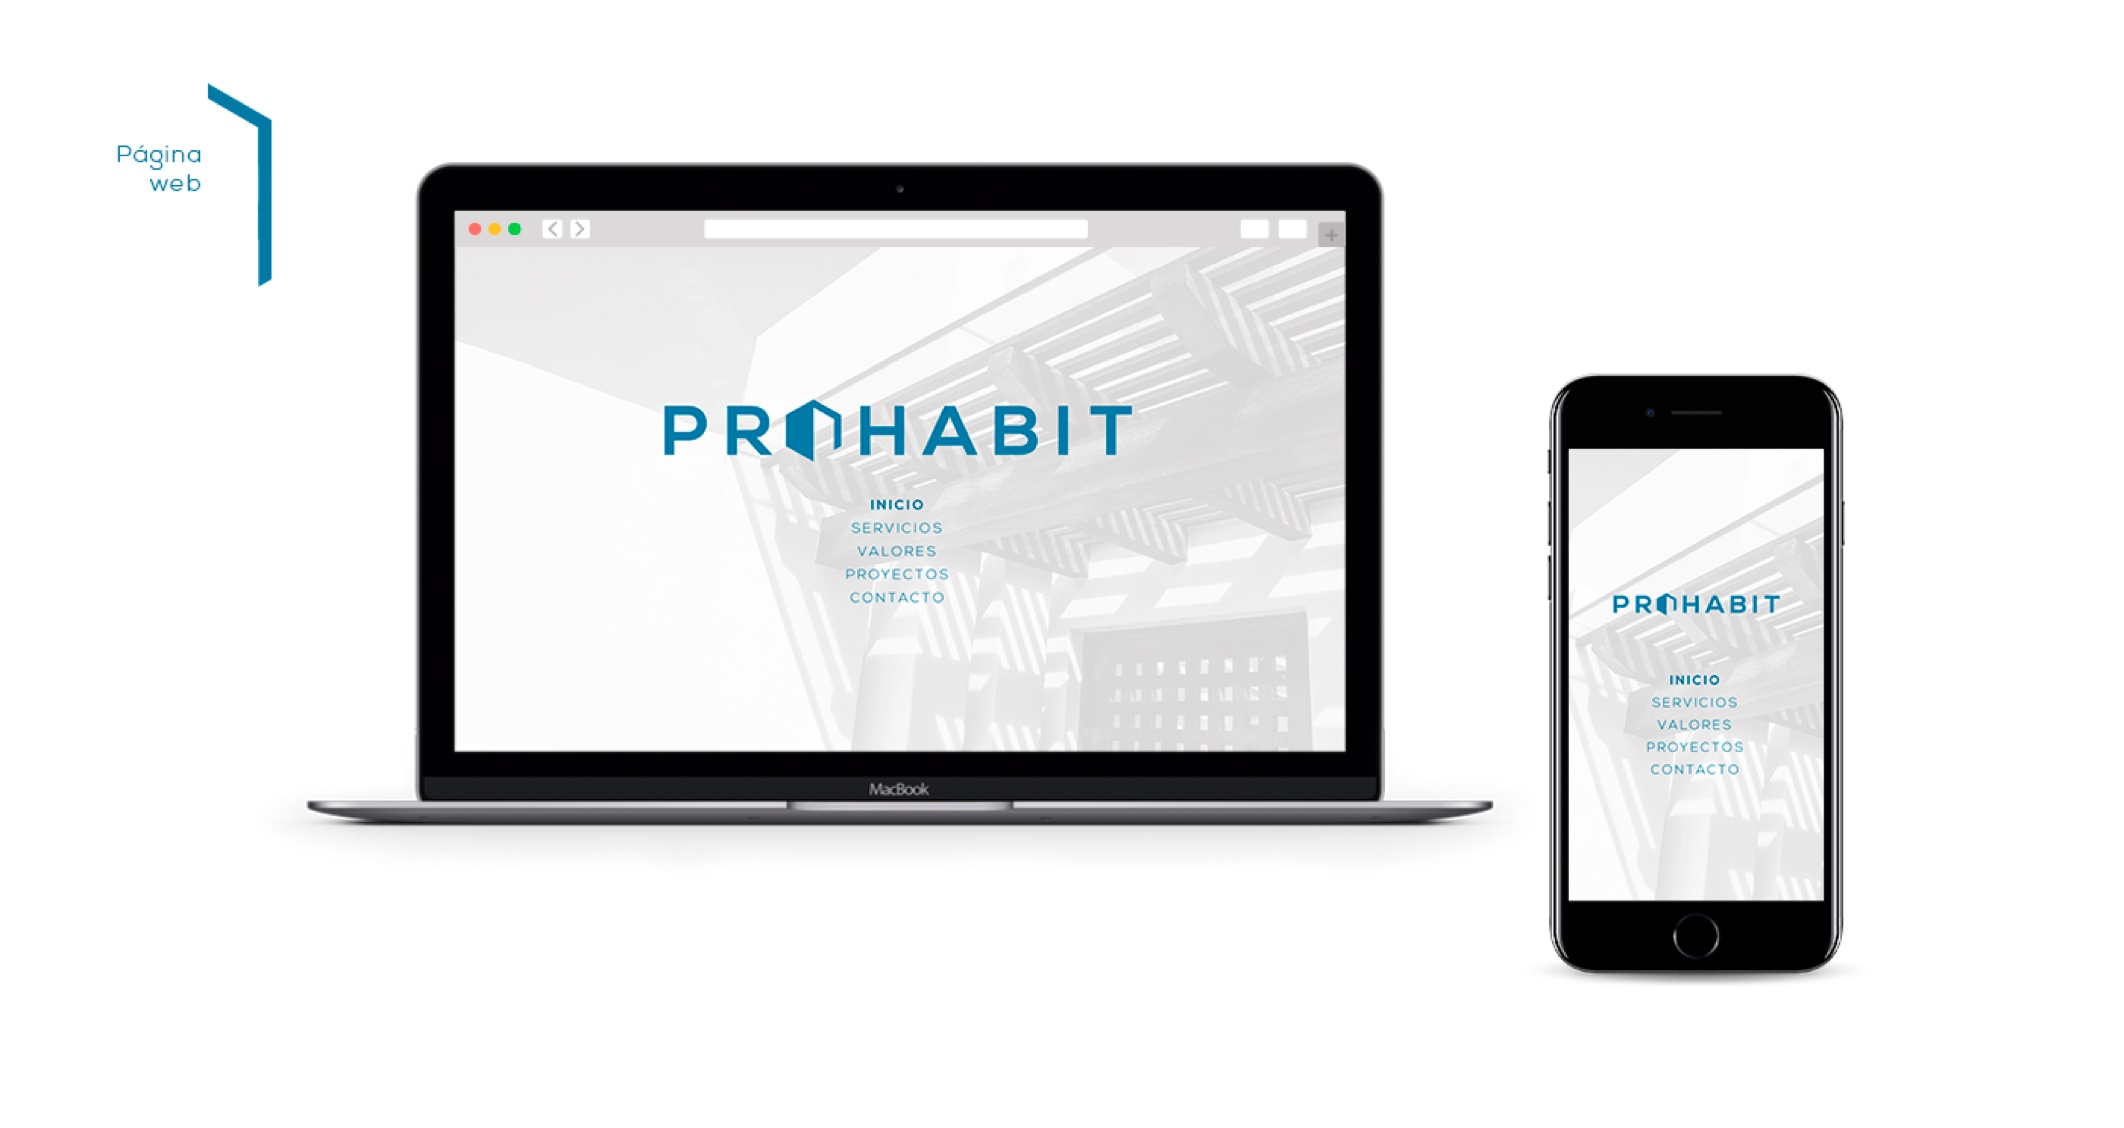 Página
web
PROHABIT
INICIO
SERVICIOS
VALORES
PROYECTOS
CONTACTO
MacBook
PROHABIT
INICIO
SERVICIOS
VALORES
PROYECTOS
CONTACTO